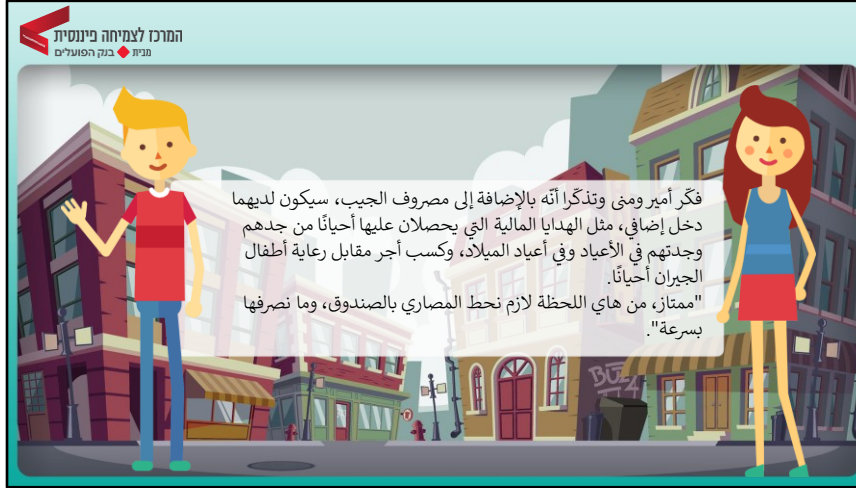 המרכז לצמיחה פיננסית
מבית בנק הפועלים
فكّر أمير ومنى وتذكّرا أنّه بالإضافة إلى مصروف الجيب، سيكون لديهما
دخل إضافي، مثل الهدايا المالية التي يحصلان عليها أحيانًا من جدهم
وجدتهم في الأعياد وفي أعياد الميلاد، وكسب أجر مقابل رعاية أطفال
الجيران أحيانًا.
"ممتاز، من هاي اللحظة لازم نحط المصاري بالصندوق، وما نصرفها
بسرعة".